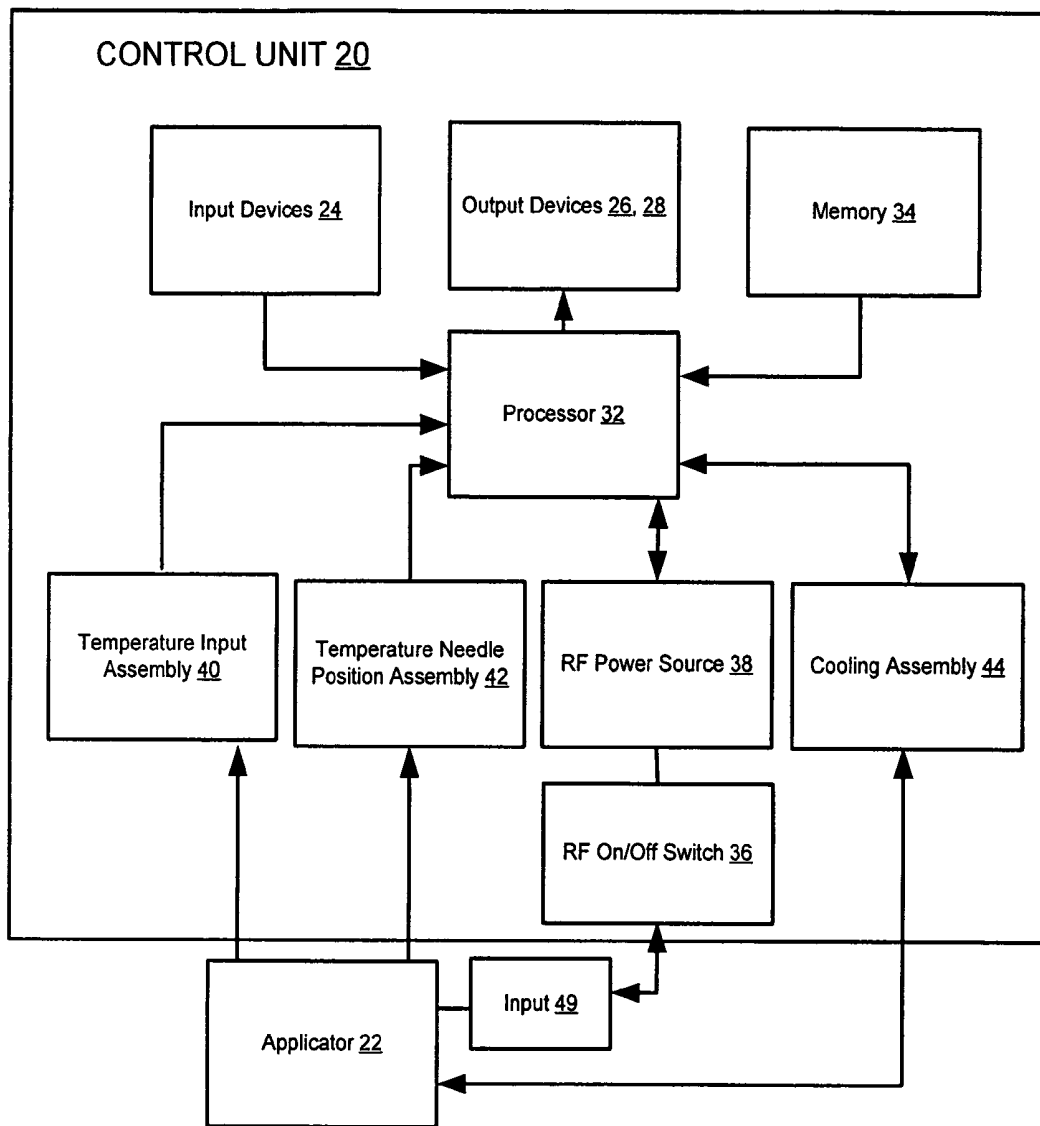 CONTROL UNIT 20
Input Devices 24
Output Devices 26, 28
Memory 34
Processor 32
Temperature Input
Assembly 40
Temperature Needle
Position Assembly 42
RF Power Source 38
Cooling Assembly 44
RF On/Off Switch 36
Input 49
Applicator 22